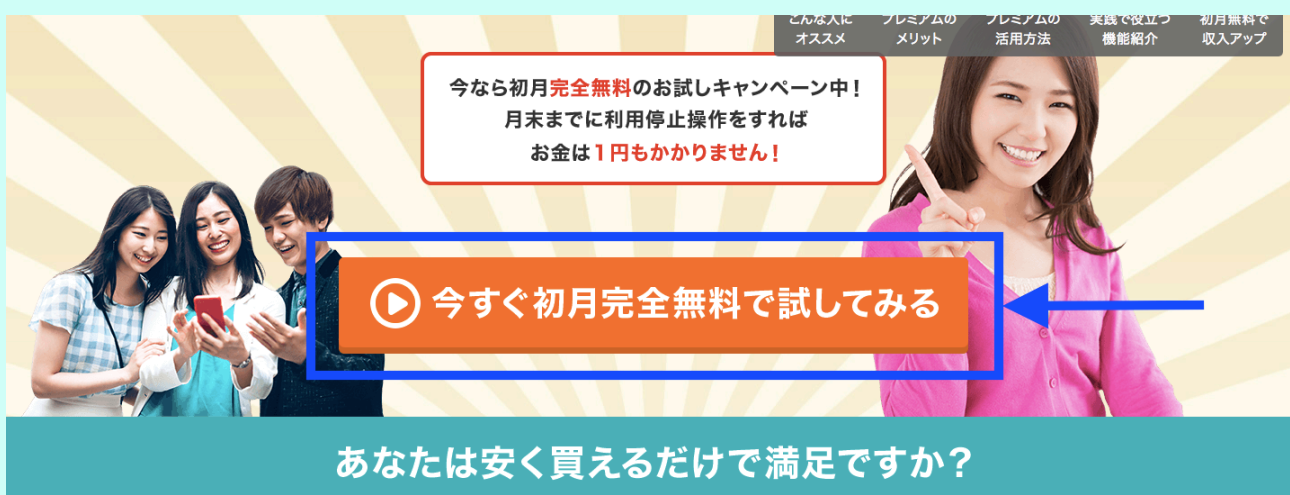 こんな人に
オススメ
プレミアムの
メリット
プレミアムの
活用方法
実践で役立つ
機能紹介
初月無料で
収入アップ
今なら初月完全無料のお試しキャンペーン中！
月末までに利用停止操作をすれば
お金は１円もかかりません！
今すぐ初月完全無料で試してみる
あなたは安く買えるだけで満足ですか？